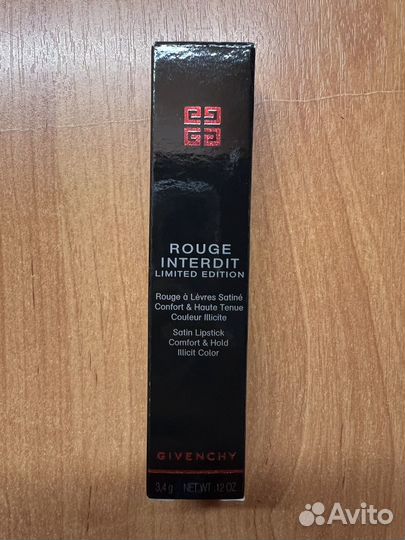 ROUGE
INTERDIT
LIMITED EDITION
Rouge à Lèvres Satiné
Confort & Haute Tenue
Couleur Illicite
Satin Lipstick
Comfort & Hold
Illicit Color
GIVENCHY
3,4 g NET WT .12 OZ
Avito